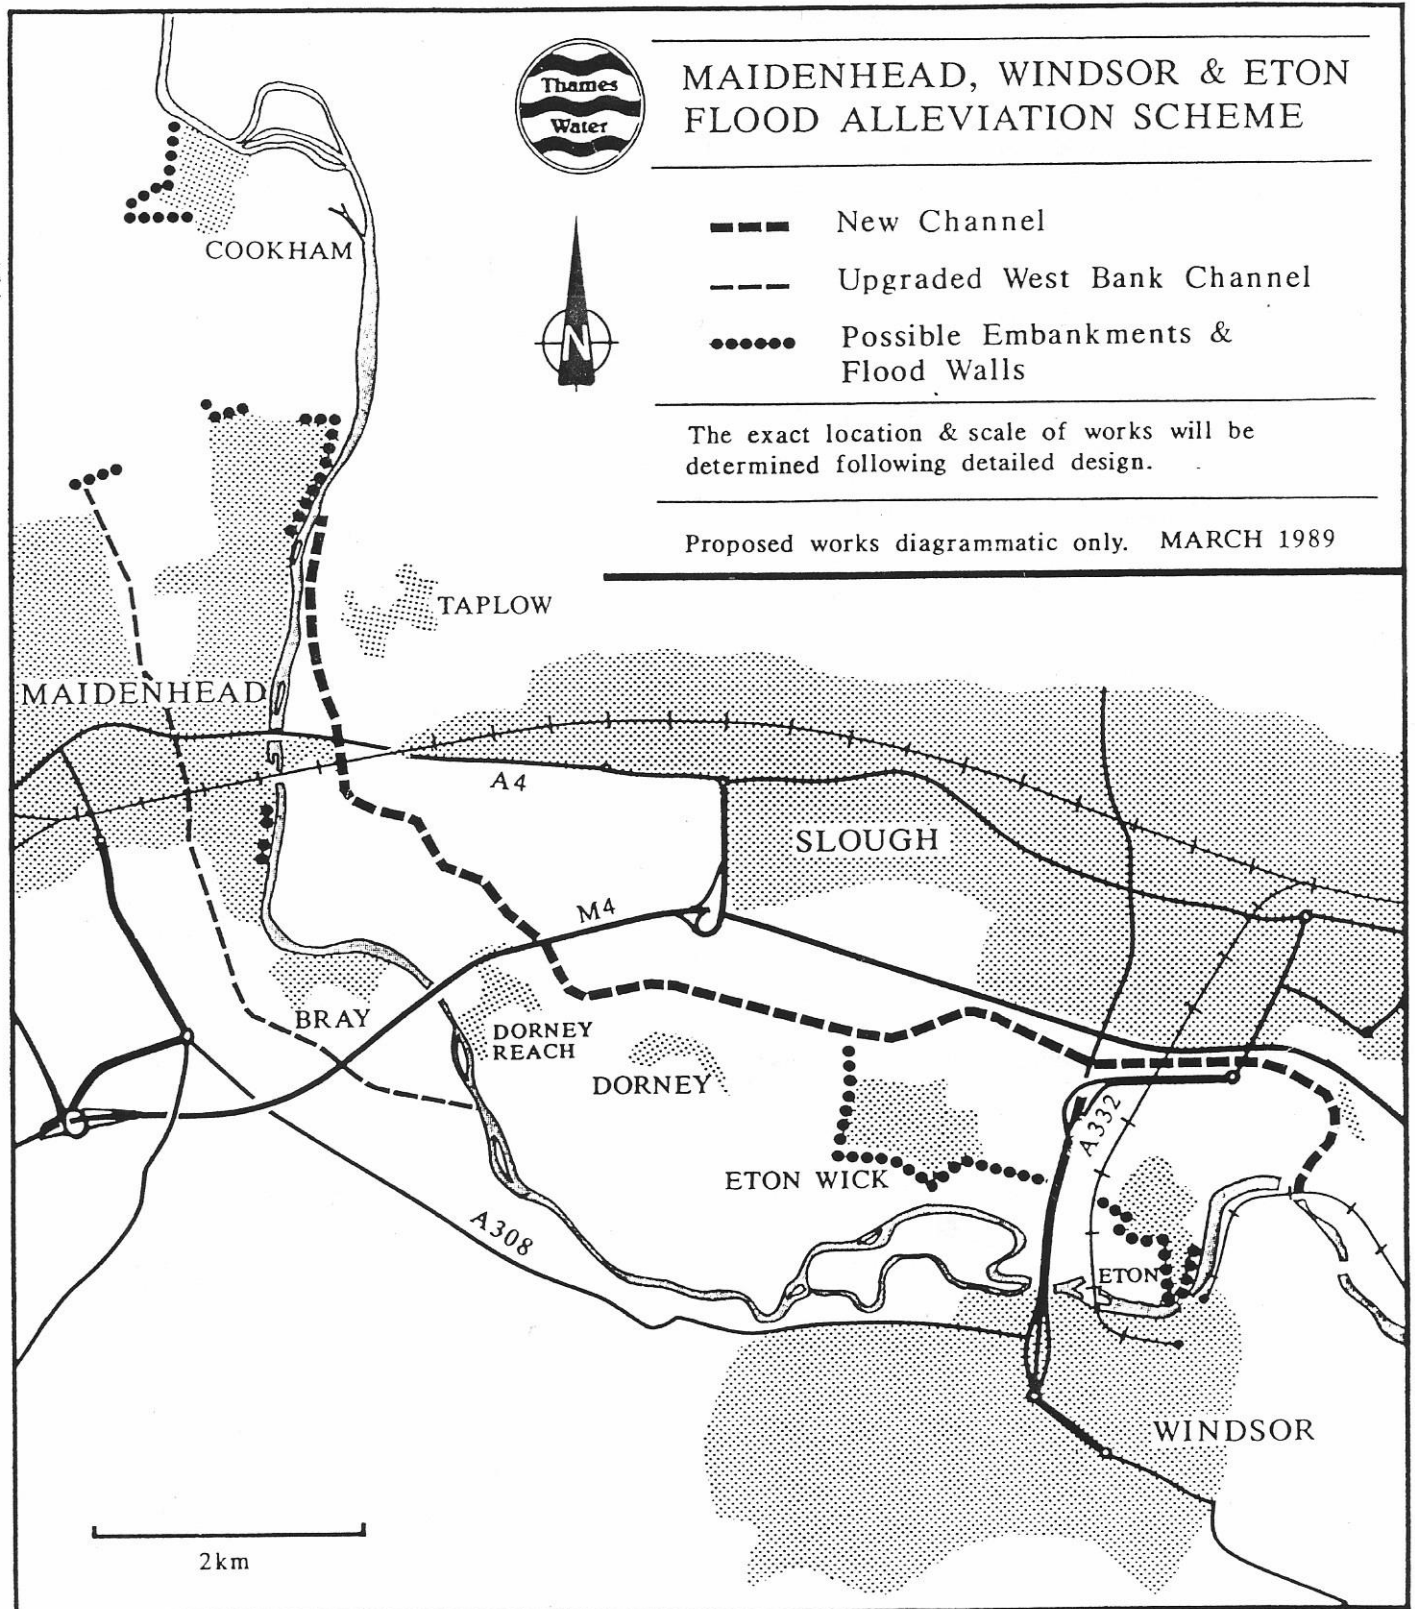 Thames
Water
MAIDENHEAD, WINDSOR & ETON
FLOOD ALLEVIATION SCHEME
New Channel
Upgraded West Bank Channel
Possible Embankments &
Flood Walls
N
The exact location & scale of works will be
determined following detailed design.
Proposed works diagrammatic only. MARCH 1989
COOKHAM
TAPLOW
MAIDENHEAD
A4
SLOUGH
M4
BRAY
DORNEY
REACH
DORNEY
A332
ETON WICK
A308
ETON
WINDSOR
2km